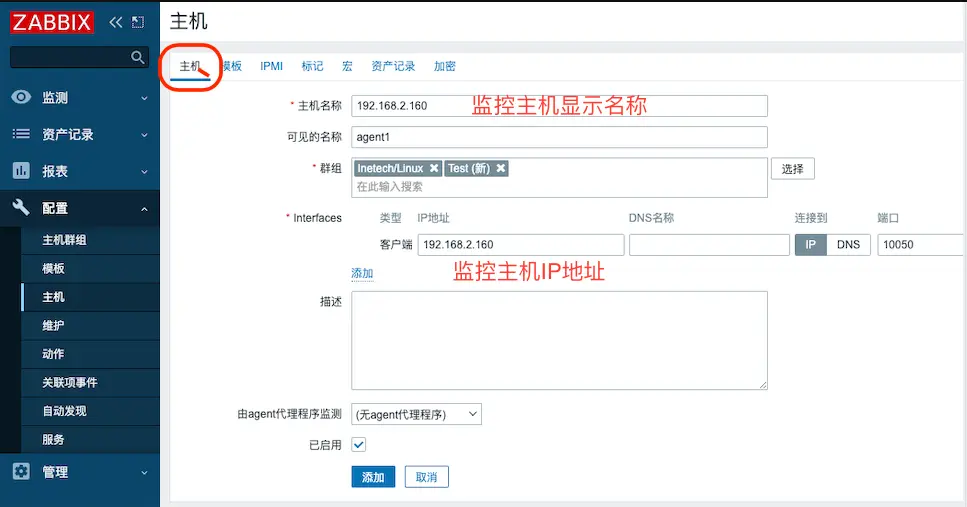 ZABBIX
主机
监测
资产记录
报表
配置
主机群组
模板
主机
维护
动作
关联项事件
自动发现
服务
管理
主机 模板 IPMI 标记 宏 资产记录 加密
* 主机名称 192.168.2.160 监控主机显示名称
可见的名称 agent1
* 群组 Inetech/Linux Test (新) 选择
在此输入搜索
* Interfaces 类型 IP地址 DNS名称 连接到 端口
客户端 192.168.2.160 IP DNS 10050
添加 监控主机IP地址
描述
由agent代理程序监测 (无agent代理程序)
已启用
添加 取消